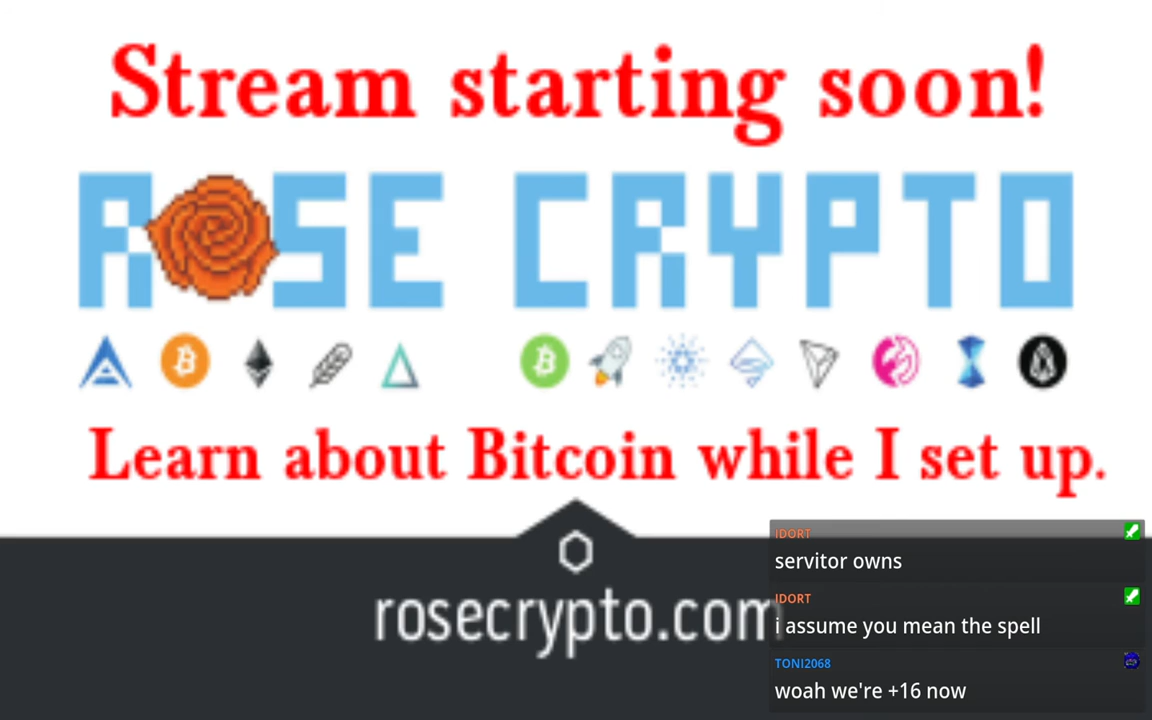 Stream starting soon!
ROSE CRYPTO
Learn about Bitcoin while I set up.
rosecrypto.com
IDORT
servitor owns
IDORT
i assume you mean the spell
TONI2068
woah we're +16 now